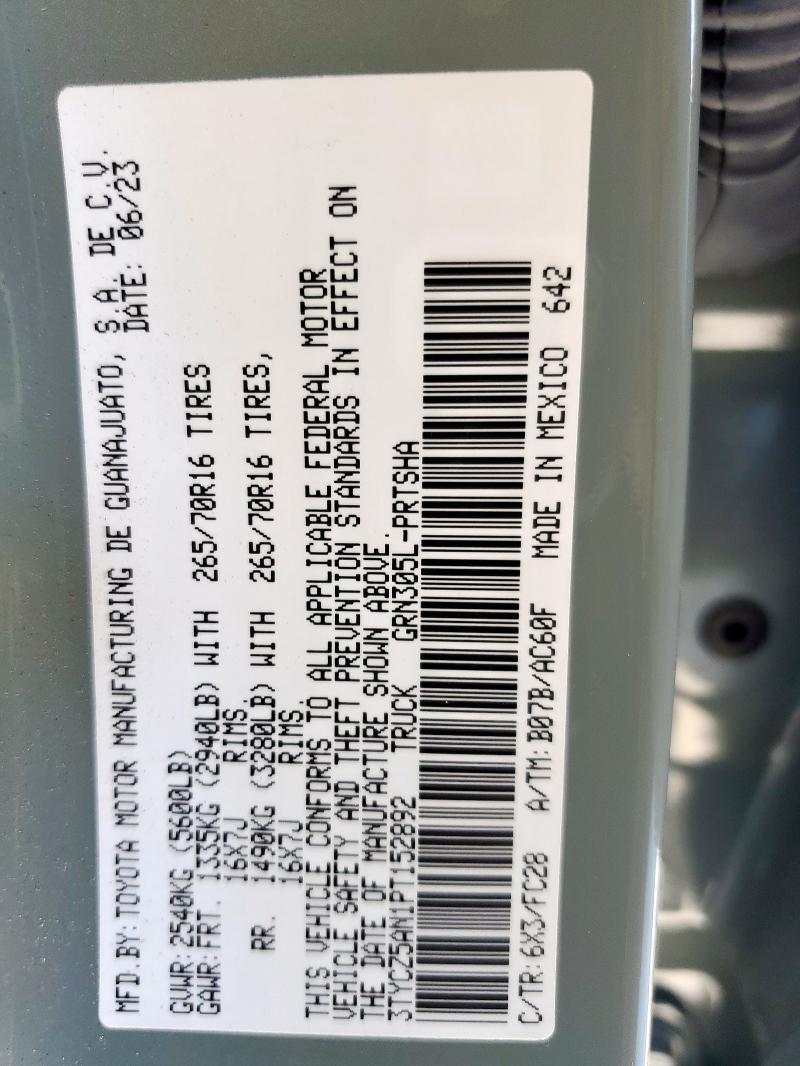 MFD.BY: TOYOTA MOTOR MANUFACTURING DE GUANAJUATO, S.A. DE C.V.
DATE: 06/23
GVWR:2540KG (5600LB)
GAWR:FRT. 1335KG (2940LB) WITH 265/70R16 TIRES
16X7J RIMS.
RR. 1490KG (3280LB) WITH 265/70R16 TIRES,
16X7J RIMS.
THIS VEHICLE CONFORMS TO ALL APPLICABLE FEDERAL MOTOR
VEHICLE SAFETY AND THEFT PREVENTION STANDARDS IN EFFECT ON
THE DATE OF MANUFACTURE SHOWN ABOVE.
3TYCZ5AN1PT152892 TRUCK GRN305L-PRTSHA
C/TR:6X3/FC28 A/TM:B07B/AC60F MADE IN MEXICO 642